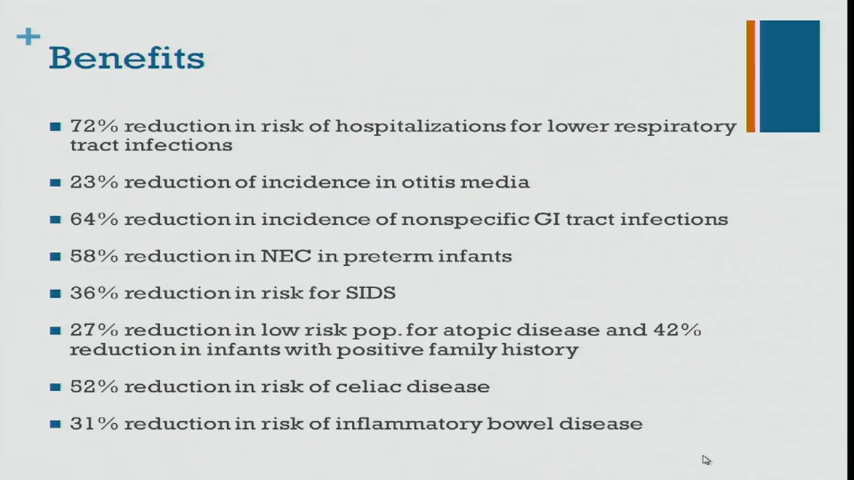 +
Benefits
72% reduction in risk of hospitalizations for lower respiratory
tract infections
23% reduction of incidence in otitis media
64% reduction in incidence of nonspecific GI tract infections
58% reduction in NEC in preterm infants
36% reduction in risk for SIDS
27% reduction in low risk pop. for atopic disease and 42%
reduction in infants with positive family history
52% reduction in risk of celiac disease
31% reduction in risk of inflammatory bowel disease